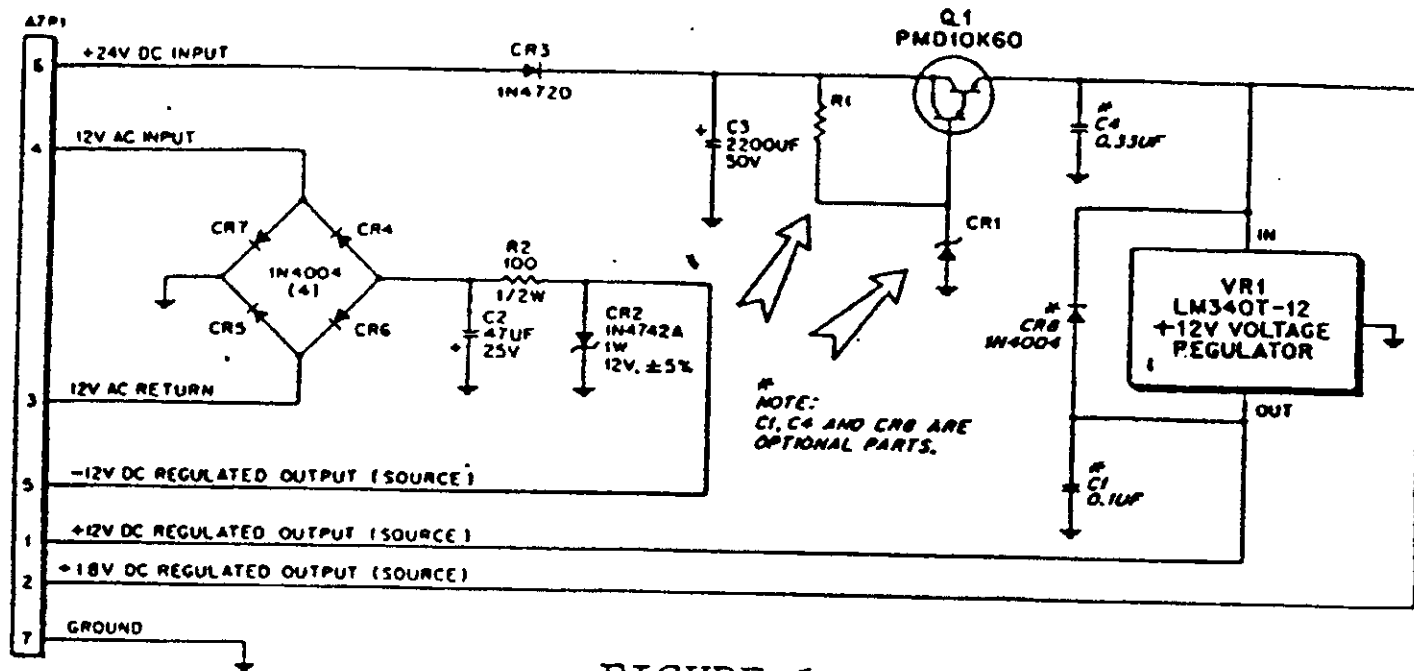 A7P1
6
+24V DC INPUT
CR3
1N4720
Q1
PMD10K60
R1
C3
2200UF
50V
+
*
C4
0.33UF
4
12V AC INPUT
CR7
CR4
1N4004
(4)
CR5
CR6
R2
100
1/2W
C2
47UF
25V
+
CR2
1N4742A
1W
12V, ±5%
CR1
IN
VR1
LM340T-12
+12V VOLTAGE
REGULATOR
OUT
*
CR8
1N4004
3
12V AC RETURN
*
NOTE:
C1, C4 AND CR8 ARE
OPTIONAL PARTS.
*
C1
0.1UF
5
-12V DC REGULATED OUTPUT (SOURCE)
1
+12V DC REGULATED OUTPUT (SOURCE)
2
+18V DC REGULATED OUTPUT (SOURCE)
7
GROUND